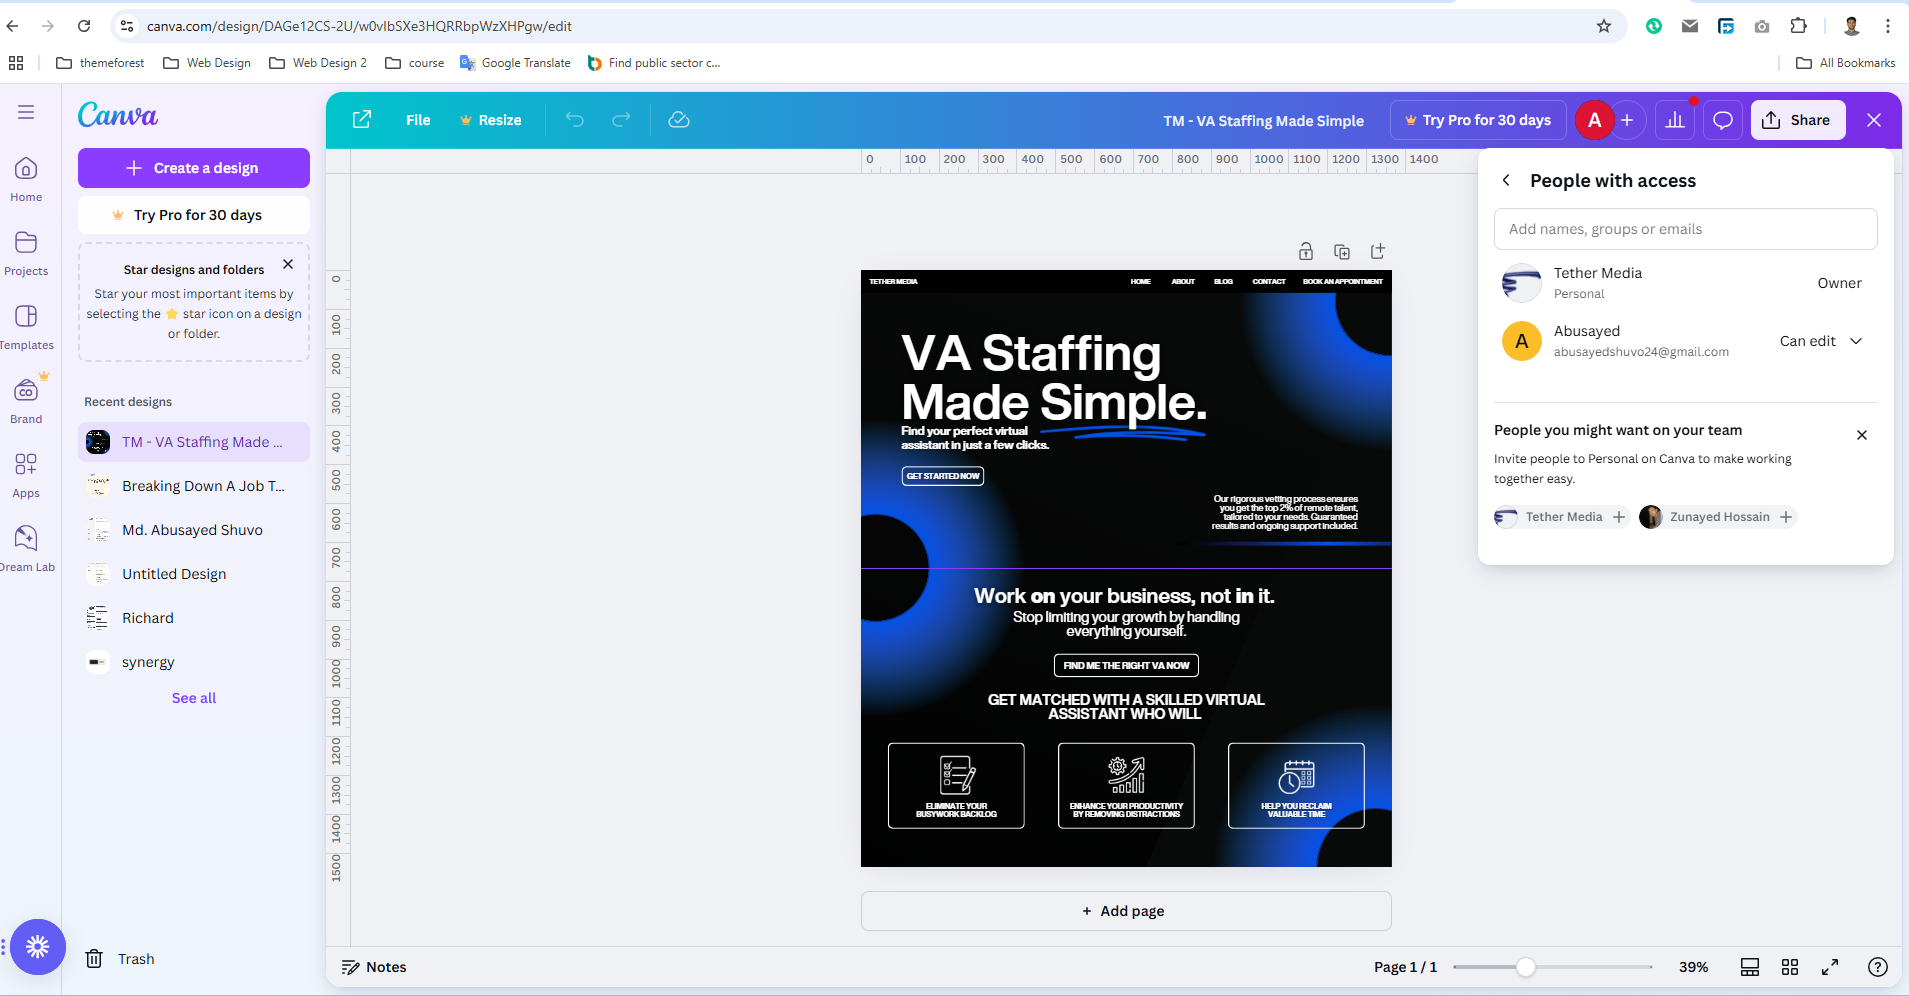 canva.com/design/DAGe12CS-2U/w0vIbSXe3HQRRbpWzXHPgw/edit
themeforest
Web Design
Web Design 2
course
Google Translate
Find public sector c...
All Bookmarks
Home
Projects
Templates
Brand
Apps
Dream Lab
Canva
Create a design
Try Pro for 30 days
Star designs and folders
Star your most important items by
selecting the ⭐ star icon on a design
or folder.
Recent designs
TM - VA Staffing Made ...
Breaking Down A Job T...
Md. Abusayed Shuvo
Untitled Design
Richard
synergy
See all
Trash
File
Resize
TM - VA Staffing Made Simple
Try Pro for 30 days
A
Share
0 100 200 300 400 500 600 700 800 900 1000 1100 1200 1300 1400
0
100
200
300
400
500
600
700
800
900
1000
1100
1200
1300
1400
1500
TETHER MEDIA
HOME
ABOUT
BLOG
CONTACT
BOOK AN APPOINTMENT
VA Staffing
Made Simple.
Find your perfect virtual
assistant in just a few clicks.
GET STARTED NOW
Our rigorous vetting process ensures
you get the top 2% of remote talent,
tailored to your needs. Guaranteed
results and ongoing support included.
Work on your business, not in it.
Stop limiting your growth by handling
everything yourself.
FIND ME THE RIGHT VA NOW
GET MATCHED WITH A SKILLED VIRTUAL
ASSISTANT WHO WILL
ELIMINATE YOUR
BUSYWORK BACKLOG
ENHANCE YOUR PRODUCTIVITY
BY REMOVING DISTRACTIONS
HELP YOU RECLAIM
VALUABLE TIME
+ Add page
People with access
Add names, groups or emails
Tether Media
Personal
Owner
A
Abusayed
abusayedshuvo24@gmail.com
Can edit
People you might want on your team
Invite people to Personal on Canva to make working
together easy.
Tether Media
Zunayed Hossain
Notes
Page 1 / 1
39%